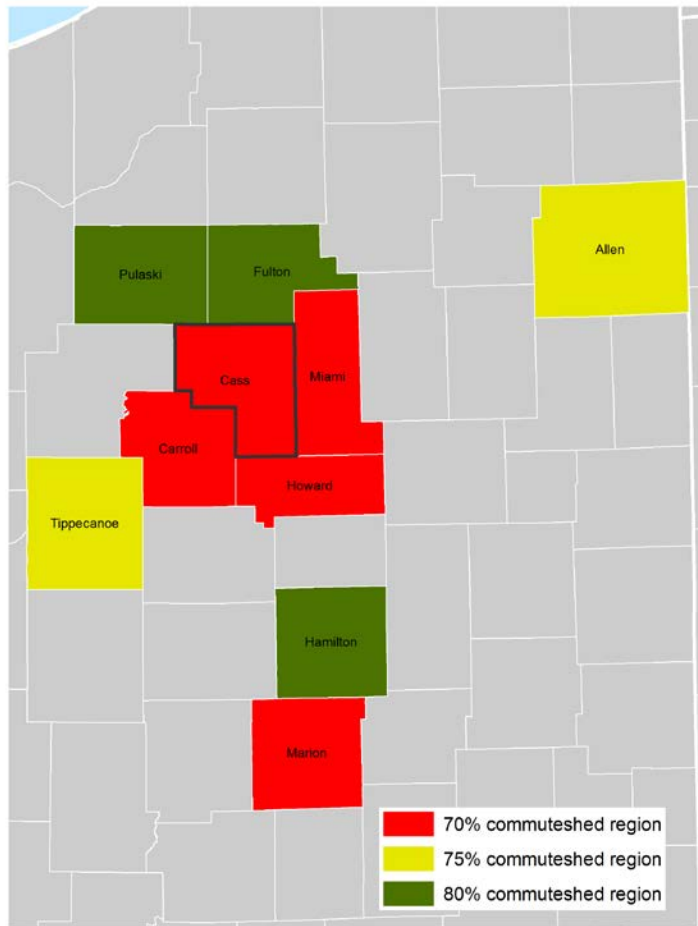 Allen
Pulaski
Fulton
Cass
Miami
Carroll
Howard
Tippecanoe
Hamilton
Marion
70% commuteshed region
75% commuteshed region
80% commuteshed region